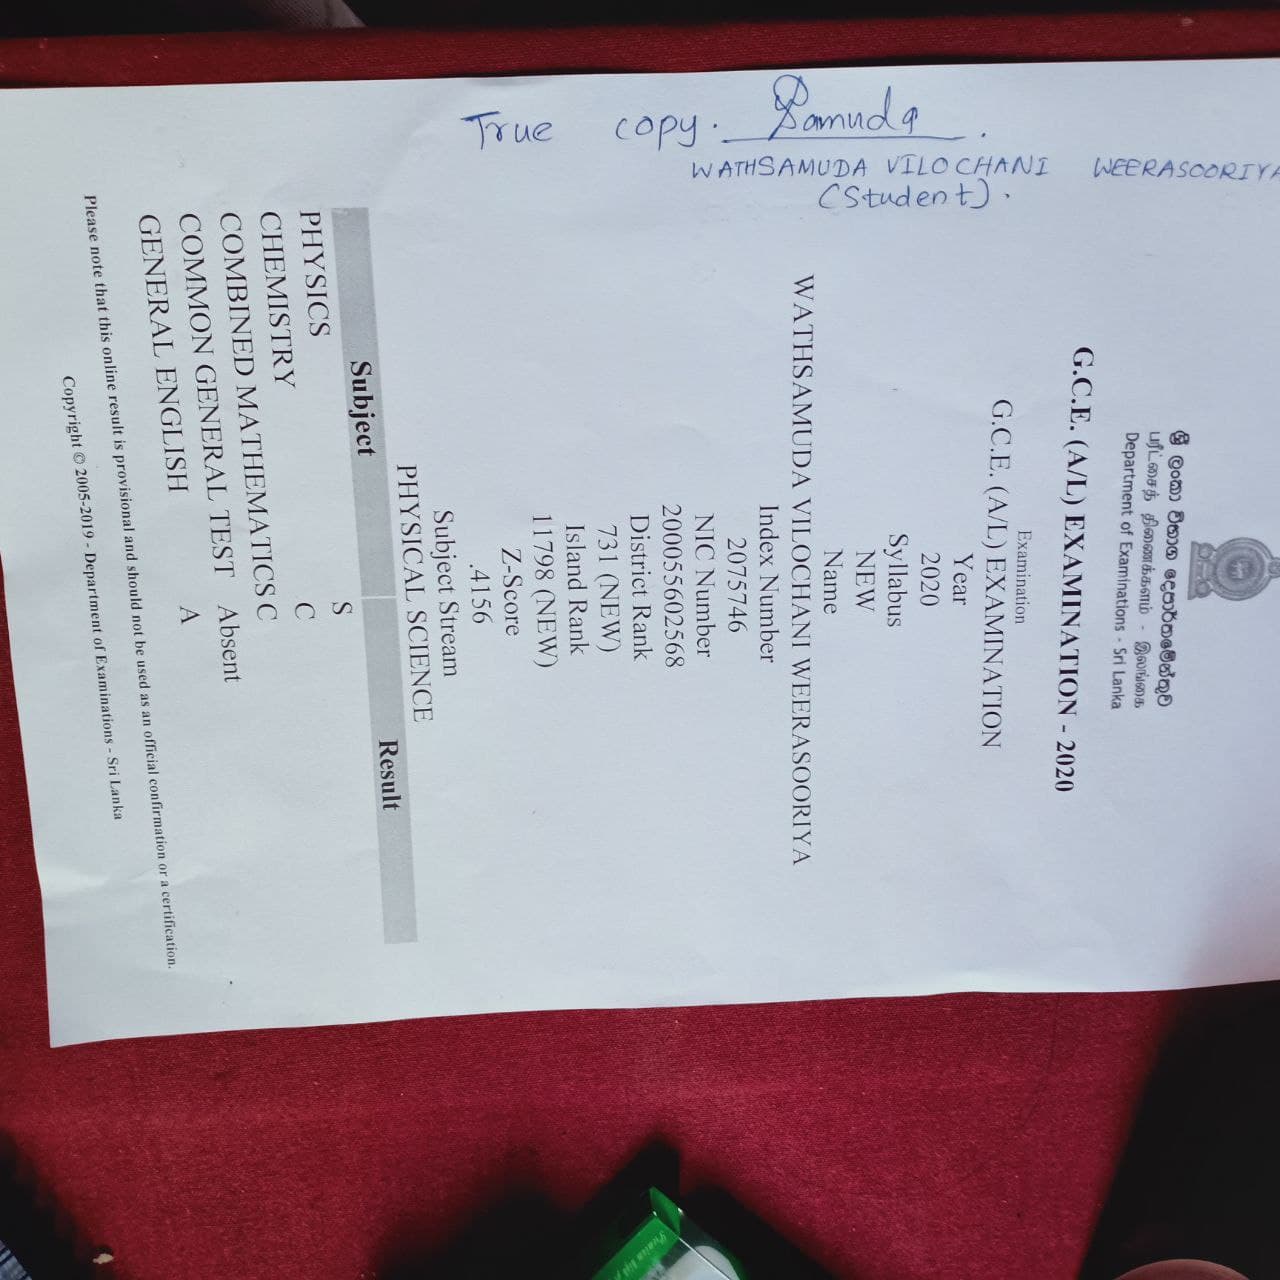 True copy. Samuda.
WATHSAMUDA VILOCHANI WEERASOORIYA
(Student).
ශ්‍රී ලංකා විභාග දෙපාර්තමේන්තුව
பரீட்சைத் திணைக்களம் - இலங்கை
Department of Examinations - Sri Lanka
G.C.E. (A/L) EXAMINATION - 2020
Examination
G.C.E. (A/L) EXAMINATION
Year
2020
Syllabus
NEW
Name
WATHSAMUDA VILOCHANI WEERASOORIYA
Index Number
2075746
NIC Number
200055602568
District Rank
731 (NEW)
Island Rank
11798 (NEW)
Z-Score
.4156
Subject Stream
PHYSICAL SCIENCE
Subject Result
PHYSICS S
CHEMISTRY C
COMBINED MATHEMATICS C
COMMON GENERAL TEST Absent
GENERAL ENGLISH A
Please note that this online result is provisional and should not be used as an official confirmation or a certification.
Copyright © 2005-2019 - Department of Examinations - Sri Lanka